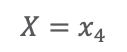 X = x₄